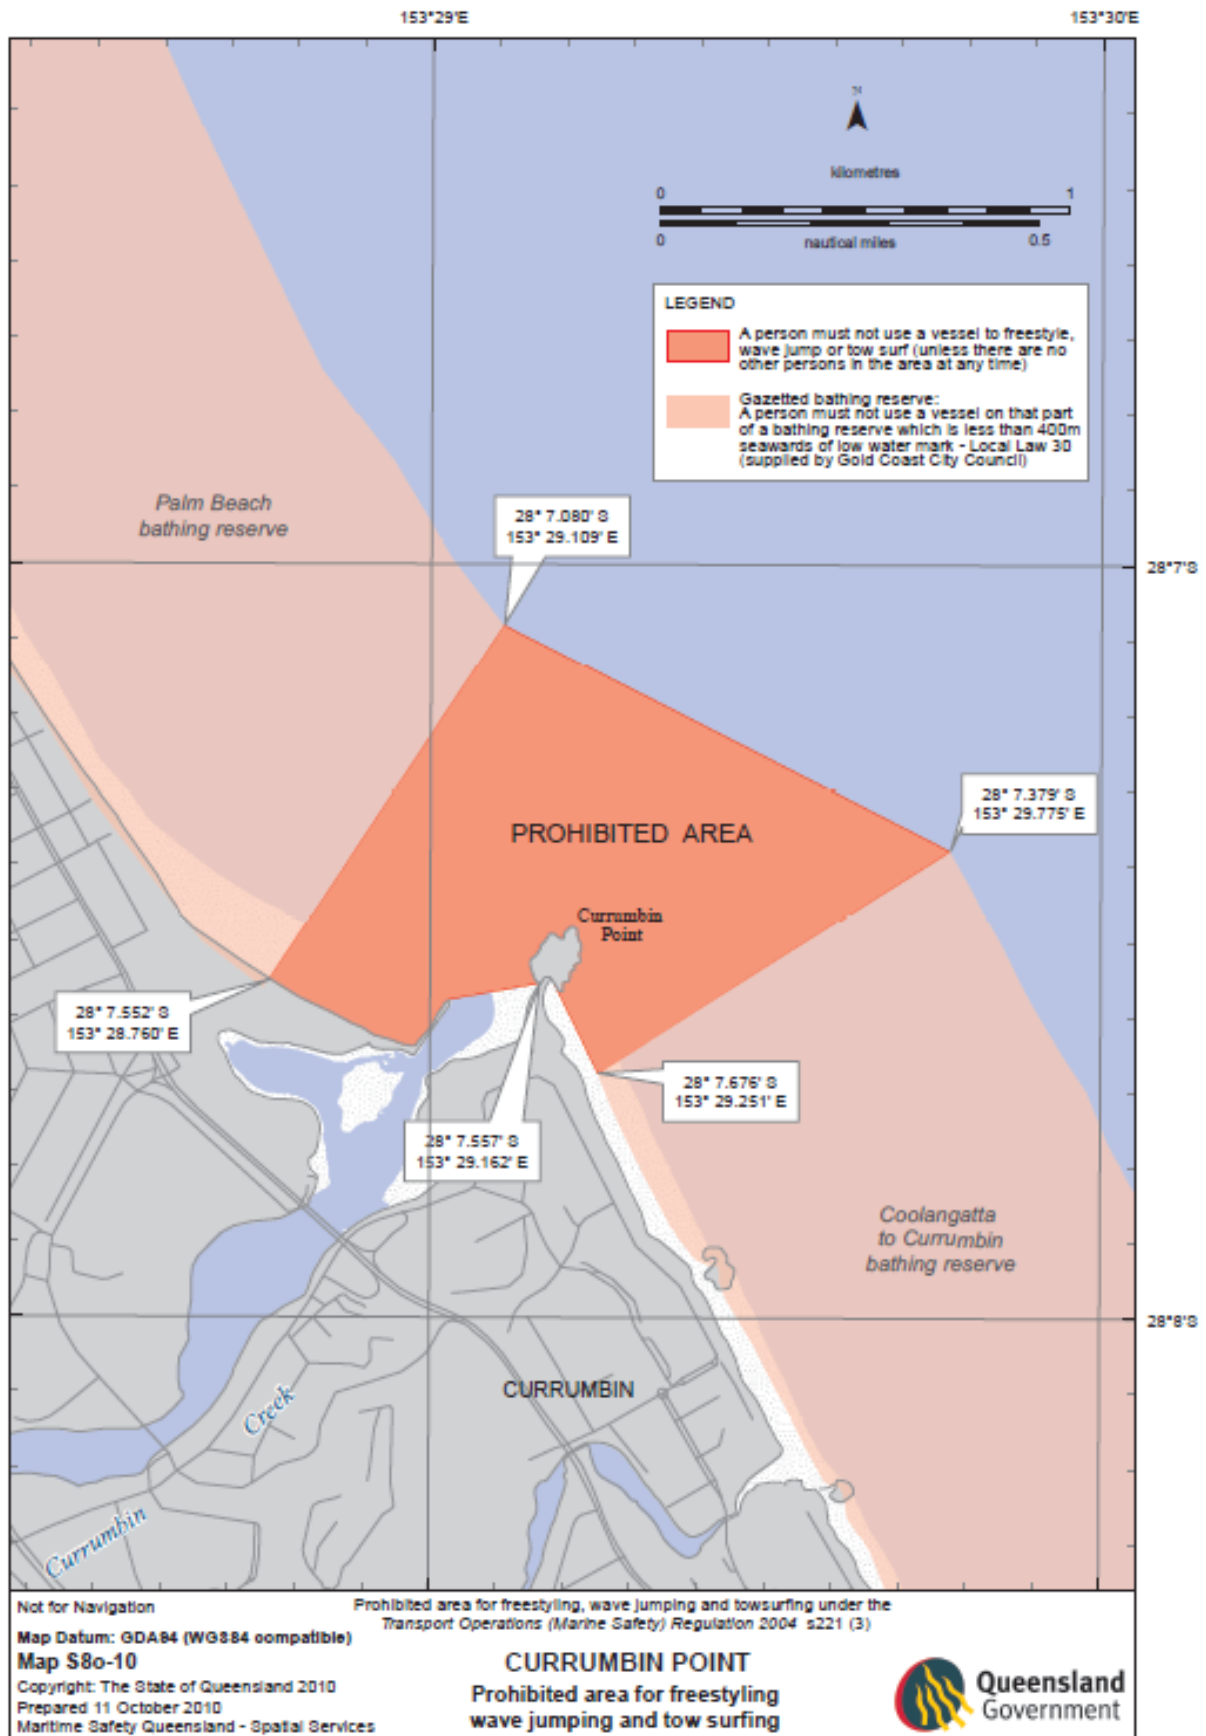 153°29'E
153°30'E
N
kilometres
0 1
0 nautical miles 0.5
LEGEND
A person must not use a vessel to freestyle,
wave jump or tow surf (unless there are no
other persons in the area at any time)
Gazetted bathing reserve:
A person must not use a vessel on that part
of a bathing reserve which is less than 400m
seawards of low water mark - Local Law 30
(supplied by Gold Coast City Council)
Palm Beach
bathing reserve
28° 7.080' S
153° 29.109' E
28°7'S
28° 7.379' S
153° 29.775' E
PROHIBITED AREA
Currumbin
Point
28° 7.552' S
153° 28.760' E
28° 7.676' S
153° 29.251' E
28° 7.557' S
153° 29.162' E
Coolangatta
to Currumbin
bathing reserve
28°8'S
CURRUMBIN
Creek
Currumbin
Not for Navigation
Map Datum: GDA94 (WGS84 compatible)
Map S8o-10
Copyright: The State of Queensland 2010
Prepared 11 October 2010
Maritime Safety Queensland - Spatial Services
Prohibited area for freestyling, wave jumping and towsurfing under the
Transport Operations (Marine Safety) Regulation 2004 s221 (3)
CURRUMBIN POINT
Prohibited area for freestyling
wave jumping and tow surfing
Queensland
Government